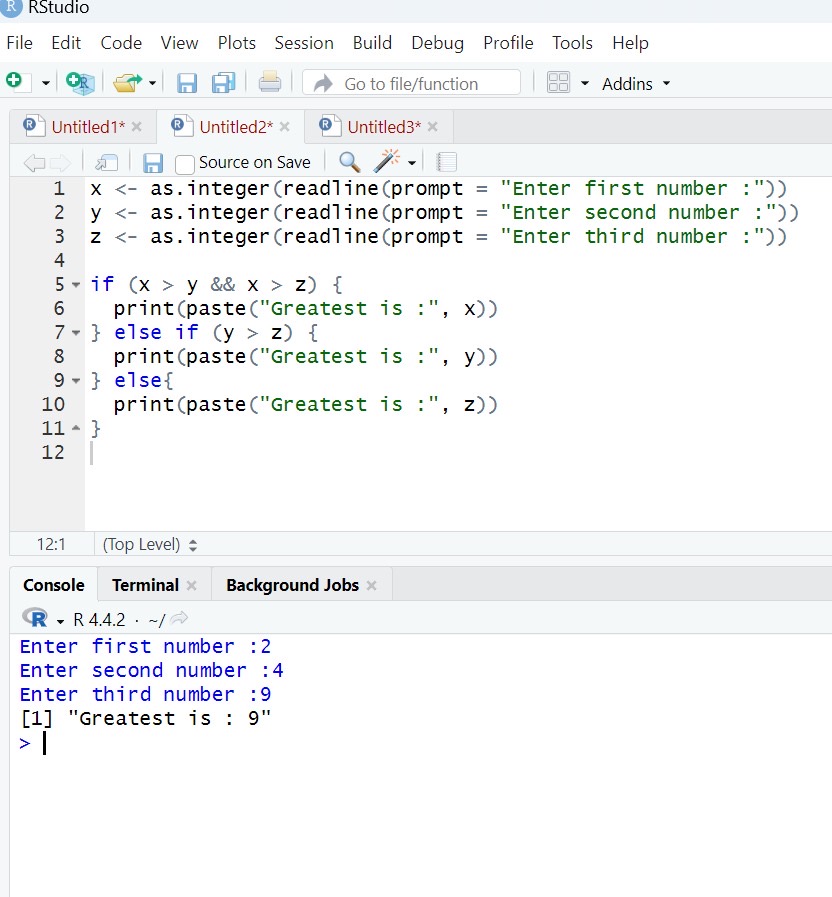 R RStudio
File Edit Code View Plots Session Build Debug Profile Tools Help
Go to file/function Addins
Untitled1* Untitled2* Untitled3*
Source on Save
1 x <- as.integer(readline(prompt = "Enter first number :"))
2 y <- as.integer(readline(prompt = "Enter second number :"))
3 z <- as.integer(readline(prompt = "Enter third number :"))
4
5 if (x > y && x > z) {
6   print(paste("Greatest is :", x))
7 } else if (y > z) {
8   print(paste("Greatest is :", y))
9 } else{
10   print(paste("Greatest is :", z))
11 }
12
12:1 (Top Level)
Console Terminal Background Jobs
R R 4.4.2 · ~/
Enter first number :2
Enter second number :4
Enter third number :9
[1] "Greatest is : 9"
>